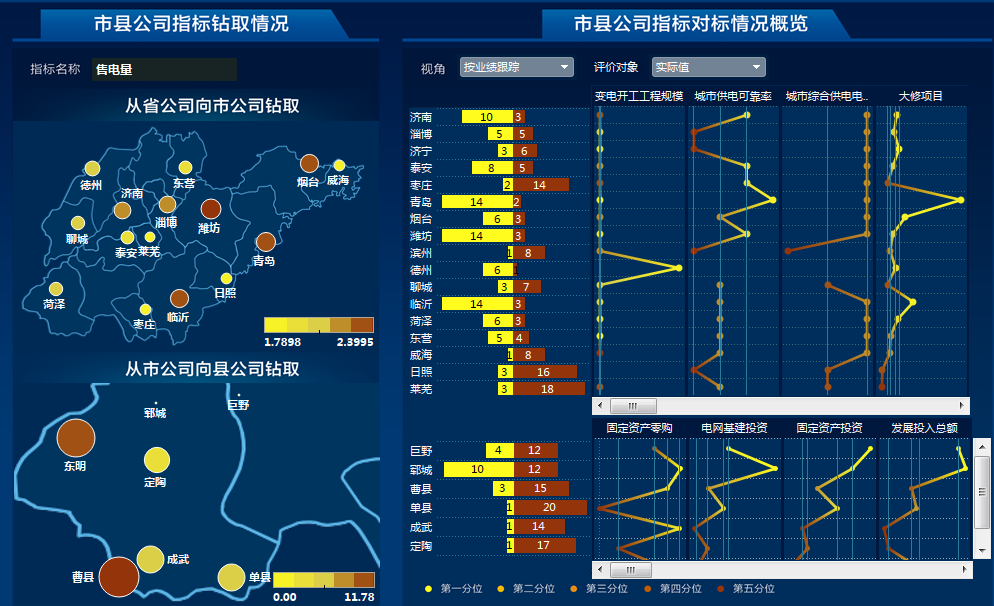 市县公司指标钻取情况
指标名称 售电量
从省公司向市公司钻取
德州
东营
烟台
威海
济南
淄博
潍坊
聊城
泰安
莱芜
青岛
日照
菏泽
枣庄
临沂
1.7898 2.3995
从市公司向县公司钻取
郓城
巨野
东明
定陶
成武
曹县
单县
0.00 11.78
市县公司指标对标情况概览
视角 按业绩跟踪 评价对象 实际值
变电开工工程规模 城市供电可靠率 城市综合供电电.. 大修项目
济南 10 3
淄博 5 5
济宁 3 6
泰安 8 5
枣庄 2 14
青岛 14 2
烟台 6 3
潍坊 14 3
滨州 1 8
德州 6 1
聊城 3 7
临沂 14 3
菏泽 6 3
东营 5 4
威海 1 8
日照 3 16
莱芜 3 18
固定资产零购 电网基建投资 固定资产投资 发展投入总额
巨野 4 12
郓城 10 12
曹县 3 15
单县 1 20
成武 1 14
定陶 1 17
第一分位 第二分位 第三分位 第四分位 第五分位